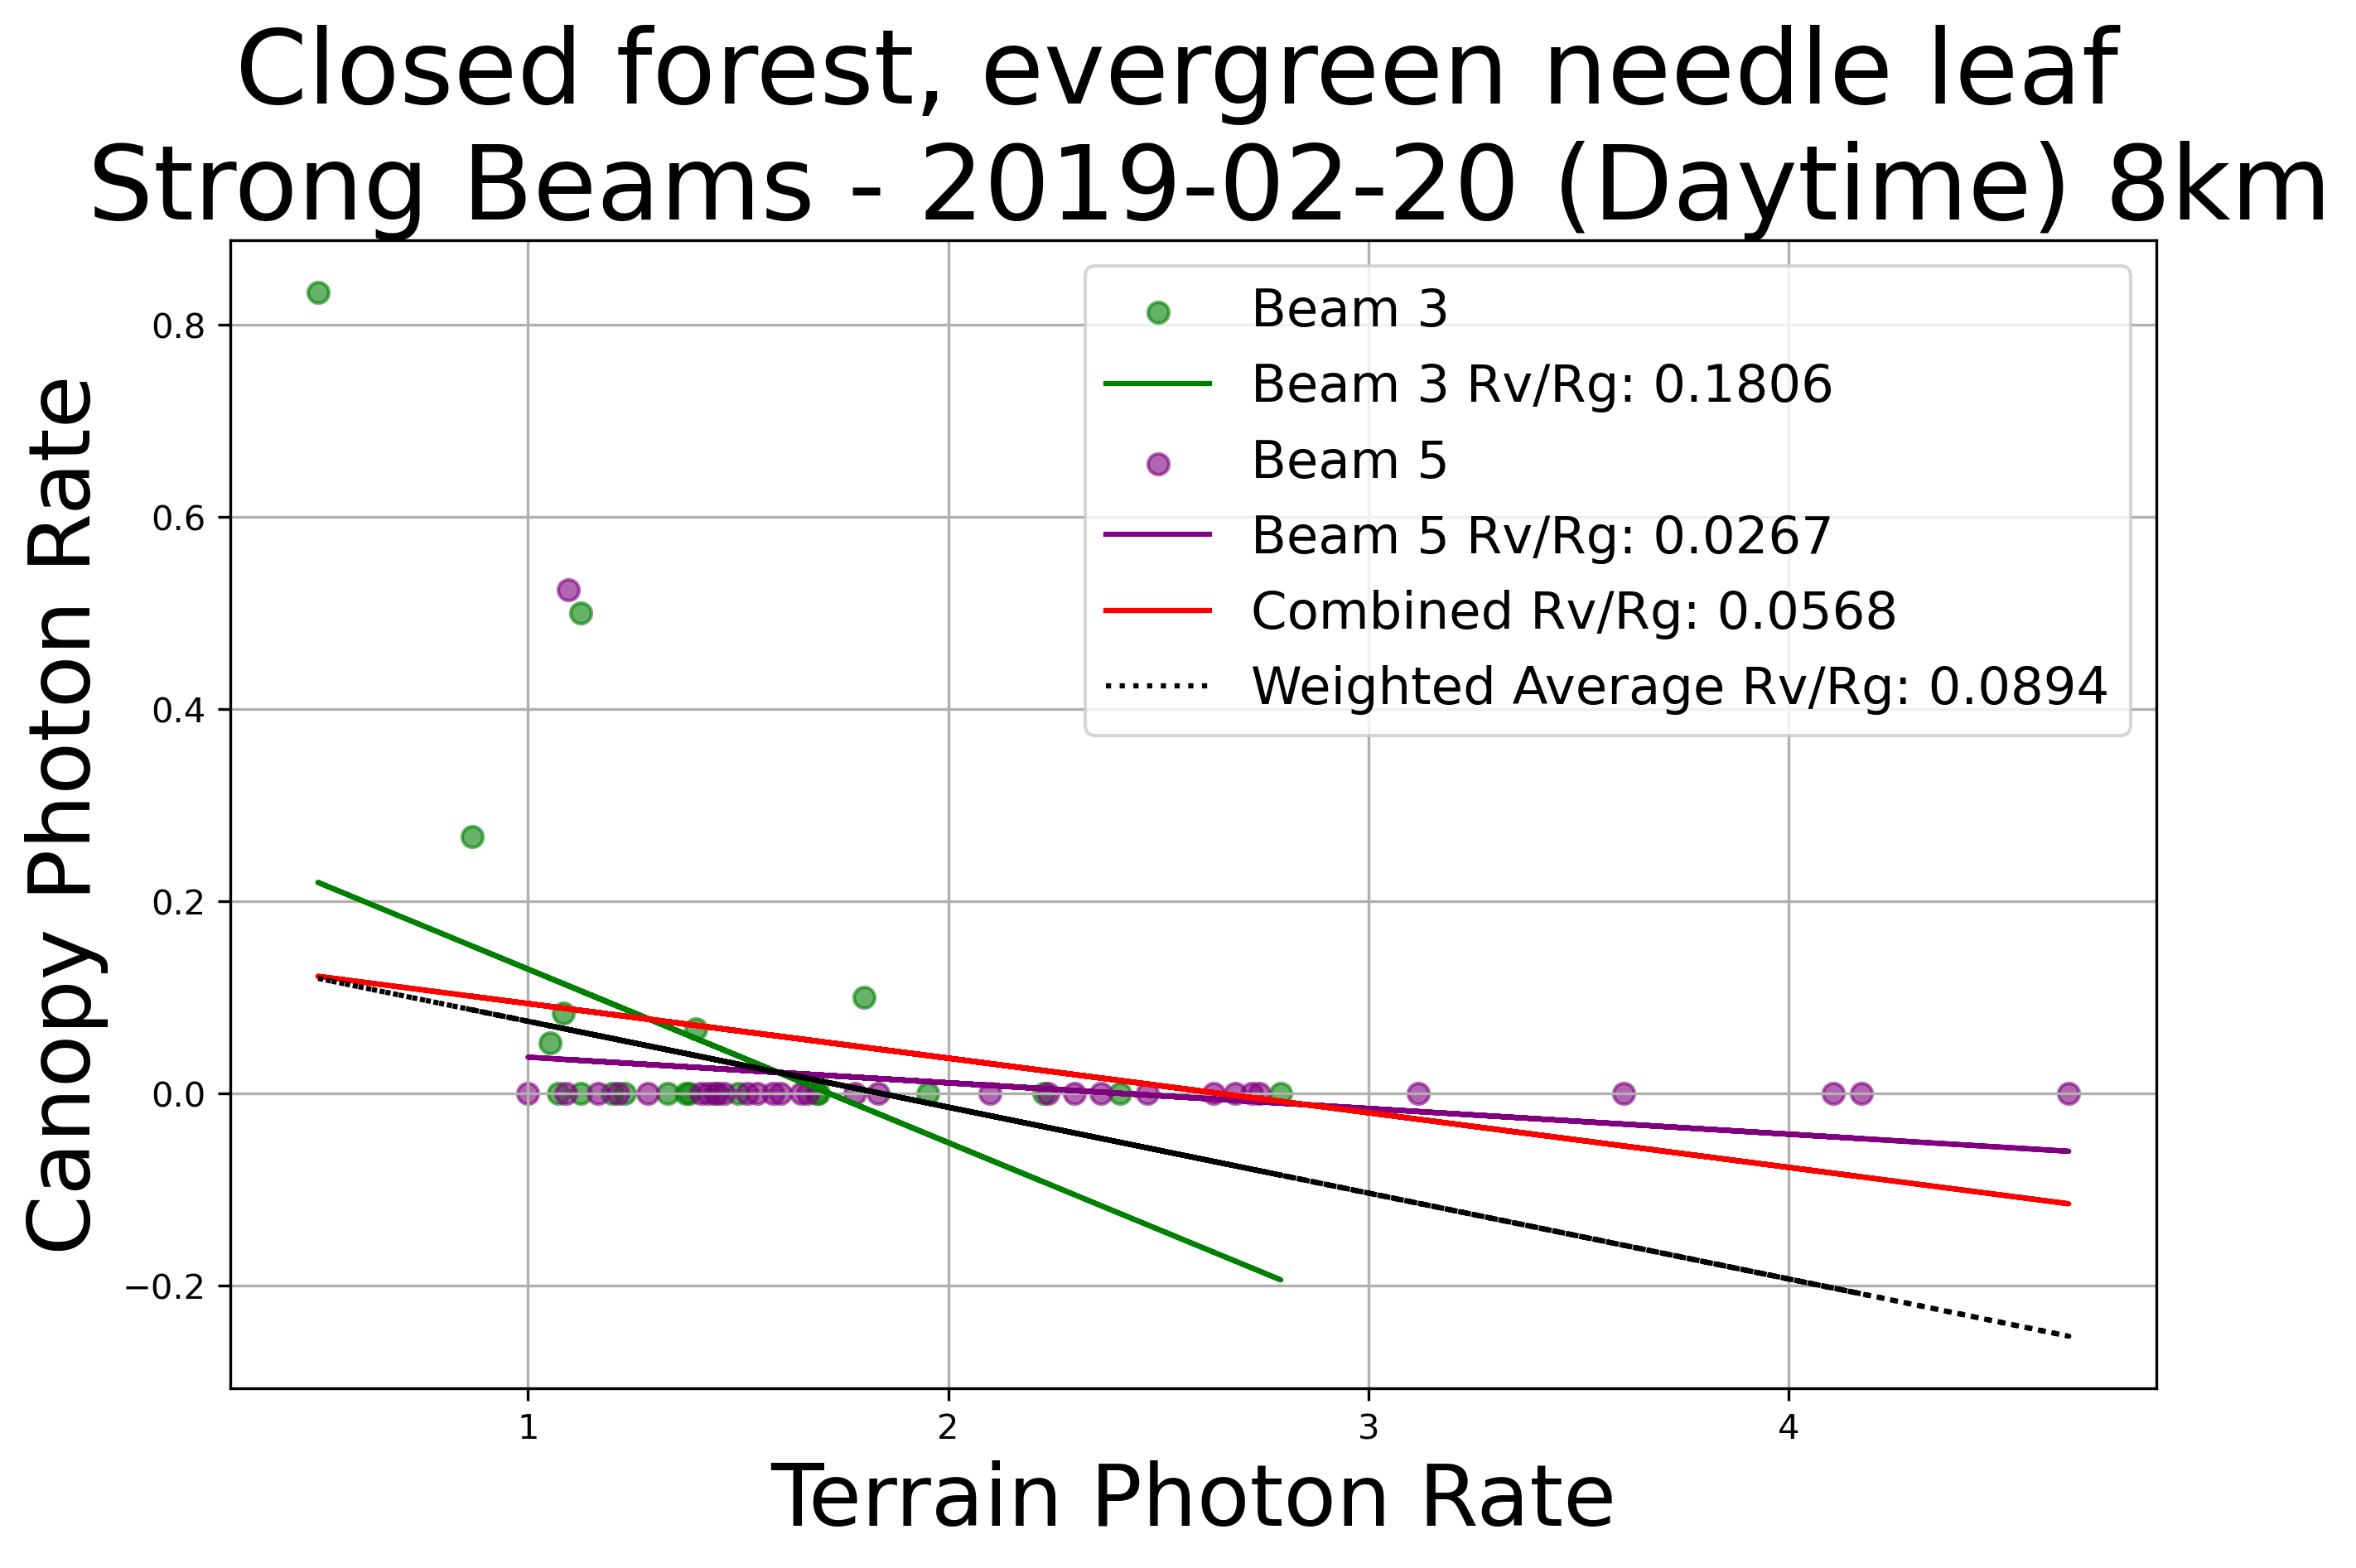 Closed forest, evergreen needle leaf
Strong Beams - 2019-02-20 (Daytime) 8km
Canopy Photon Rate
0.8
0.6
0.4
0.2
0.0
−0.2
Beam 3
Beam 3 Rv/Rg: 0.1806
Beam 5
Beam 5 Rv/Rg: 0.0267
Combined Rv/Rg: 0.0568
Weighted Average Rv/Rg: 0.0894
1
2
3
4
Terrain Photon Rate